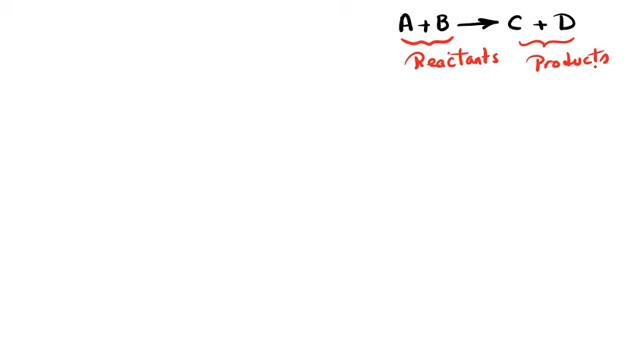 A + B → C + D
Reactants Products